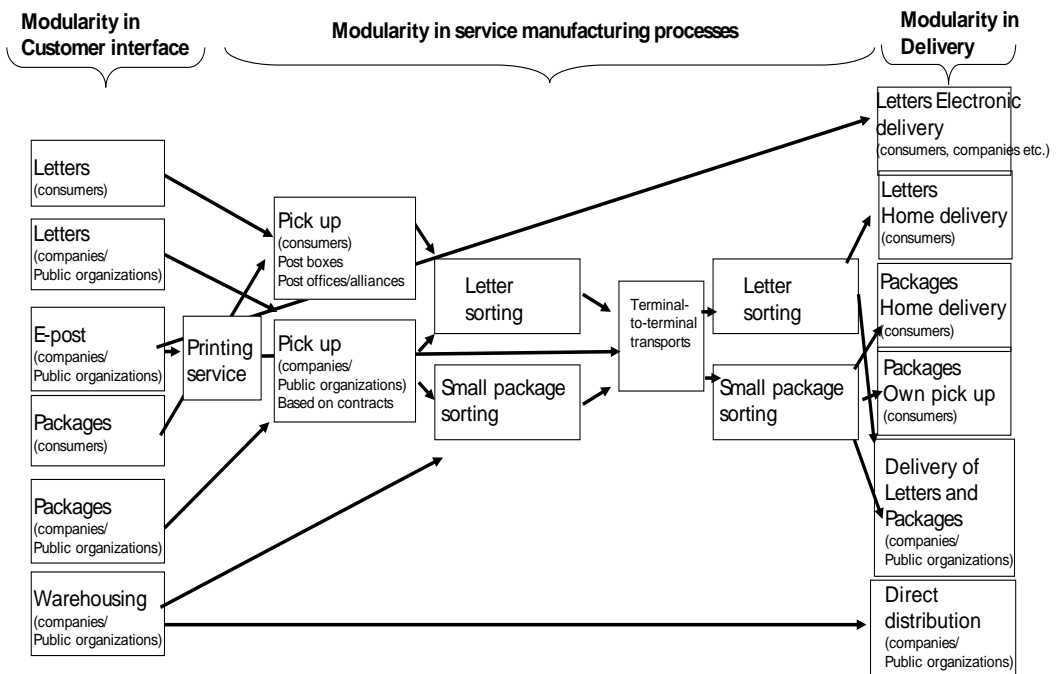 Modularity in
Customer interface
Modularity in service manufacturing processes
Modularity in
Delivery
Letters
(consumers)
Letters
(companies/
Public organizations)
E-post
(companies/
Public organizations)
Packages
(consumers)
Packages
(companies/
Public organizations)
Warehousing
(companies/
Public organizations)
Printing
service
Pick up
(consumers)
Post boxes
Post offices/alliances
Pick up
(companies/
Public organizations)
Based on contracts
Letter
sorting
Small package
sorting
Terminal-
to-terminal
transports
Letter
sorting
Small package
sorting
Letters Electronic
delivery
(consumers, companies etc.)
Letters
Home delivery
(consumers)
Packages
Home delivery
(consumers)
Packages
Own pick up
(consumers)
Delivery of
Letters and
Packages
(companies/
Public organizations)
Direct
distribution
(companies/
Public organizations)